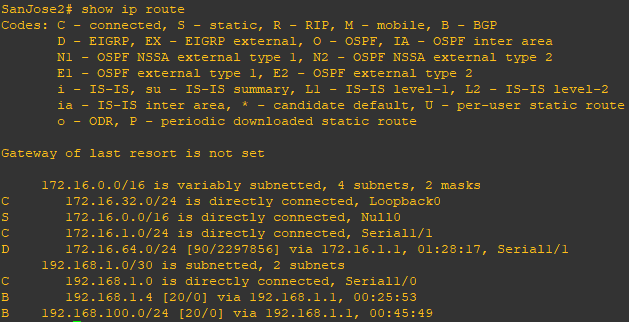 SanJose2# show ip route
Codes: C - connected, S - static, R - RIP, M - mobile, B - BGP
       D - EIGRP, EX - EIGRP external, O - OSPF, IA - OSPF inter area
       N1 - OSPF NSSA external type 1, N2 - OSPF NSSA external type 2
       E1 - OSPF external type 1, E2 - OSPF external type 2
       i - IS-IS, su - IS-IS summary, L1 - IS-IS level-1, L2 - IS-IS level-2
       ia - IS-IS inter area, * - candidate default, U - per-user static route
       o - ODR, P - periodic downloaded static route
Gateway of last resort is not set
     172.16.0.0/16 is variably subnetted, 4 subnets, 2 masks
C       172.16.32.0/24 is directly connected, Loopback0
S       172.16.0.0/16 is directly connected, Null0
C       172.16.1.0/24 is directly connected, Serial1/1
D       172.16.64.0/24 [90/2297856] via 172.16.1.1, 01:28:17, Serial1/1
     192.168.1.0/30 is subnetted, 2 subnets
C       192.168.1.0 is directly connected, Serial1/0
B       192.168.1.4 [20/0] via 192.168.1.1, 00:25:53
B    192.168.100.0/24 [20/0] via 192.168.1.1, 00:45:49